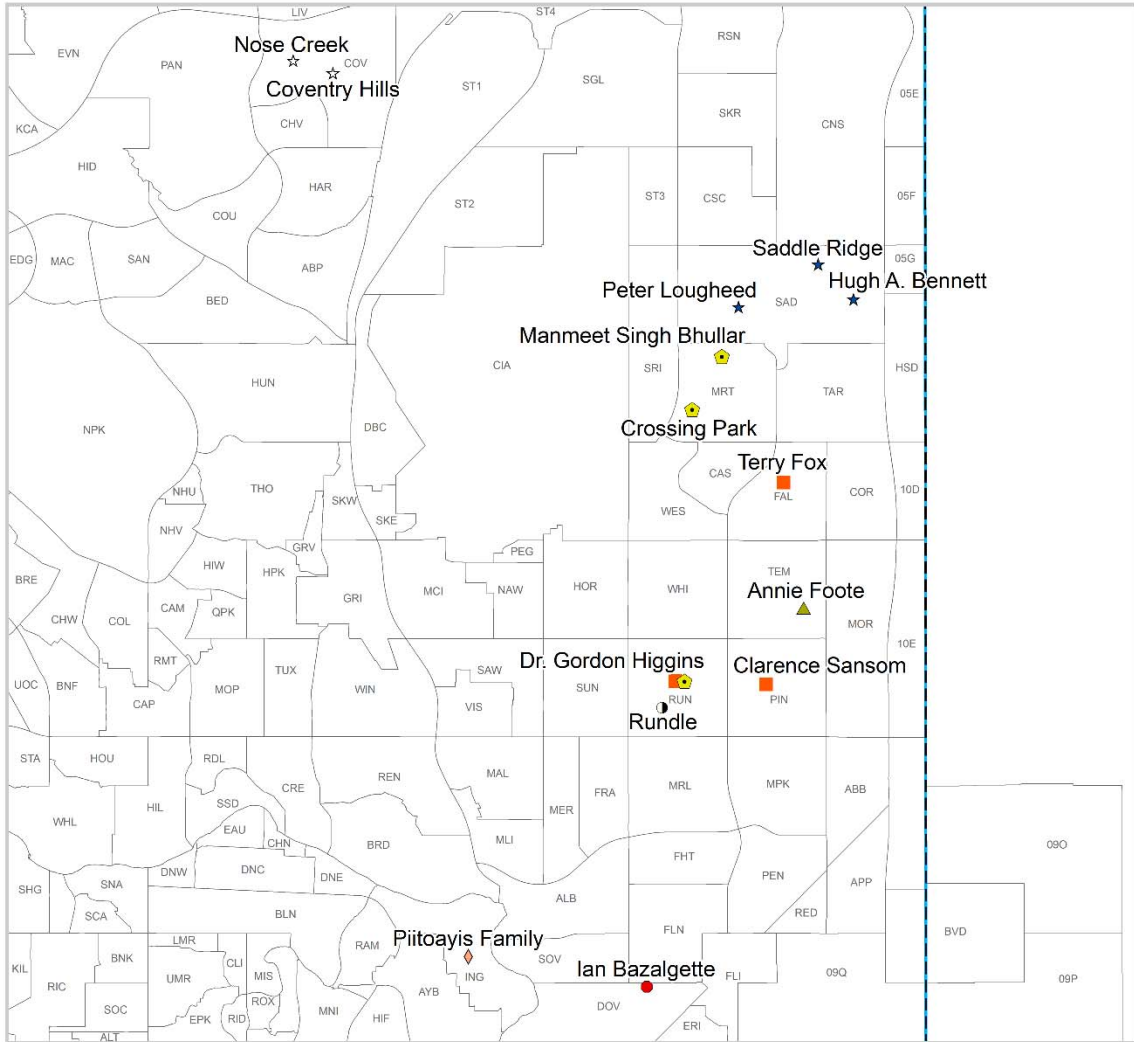 LIV
ST4
EVN
PAN
Nose Creek
COV
RSN
Coventry Hills
ST1
SGL
05E
KCA
CHV
SKR
CNS
HID
HAR
ST2
ST3
CSC
05F
COU
EDG
MAC
SAN
ABP
Saddle Ridge
05G
BED
Peter Lougheed
SAD
Hugh A. Bennett
Manmeet Singh Bhullar
CIA
SRI
HSD
HUN
MRT
TAR
NPK
DBC
Crossing Park
Terry Fox
CAS
NHU
THO
SKW
FAL
COR
10D
SKE
WES
NHV
GRV
PEG
HIW
HPK
TEM
BRE
GRI
MCI
NAW
HOR
WHI
Annie Foote
CHW
COL
CAM
QPK
MOR
10E
RMT
Dr. Gordon Higgins
Clarence Sansom
UOC
BNF
MOP
TUX
WIN
SAW
SUN
CAP
VIS
RUN
PIN
Rundle
STA
HOU
RDL
REN
MAL
MPK
CRE
MRL
ABB
HIL
SSD
MER
FRA
WHL
EAU
CHN
BRD
MLI
09O
FHT
DNW
DNC
DNE
PEN
SHG
SNA
ALB
APP
SCA
BLN
RED
FLN
BVD
LMR
Piitoayis Family
RAM
SOV
KIL
BNK
CLI
Ian Bazalgette
RIC
UMR
MIS
ING
FLI
09Q
09P
AYB
SOC
ROX
MNI
HIF
DOV
EPK
RID
ERI
ALT